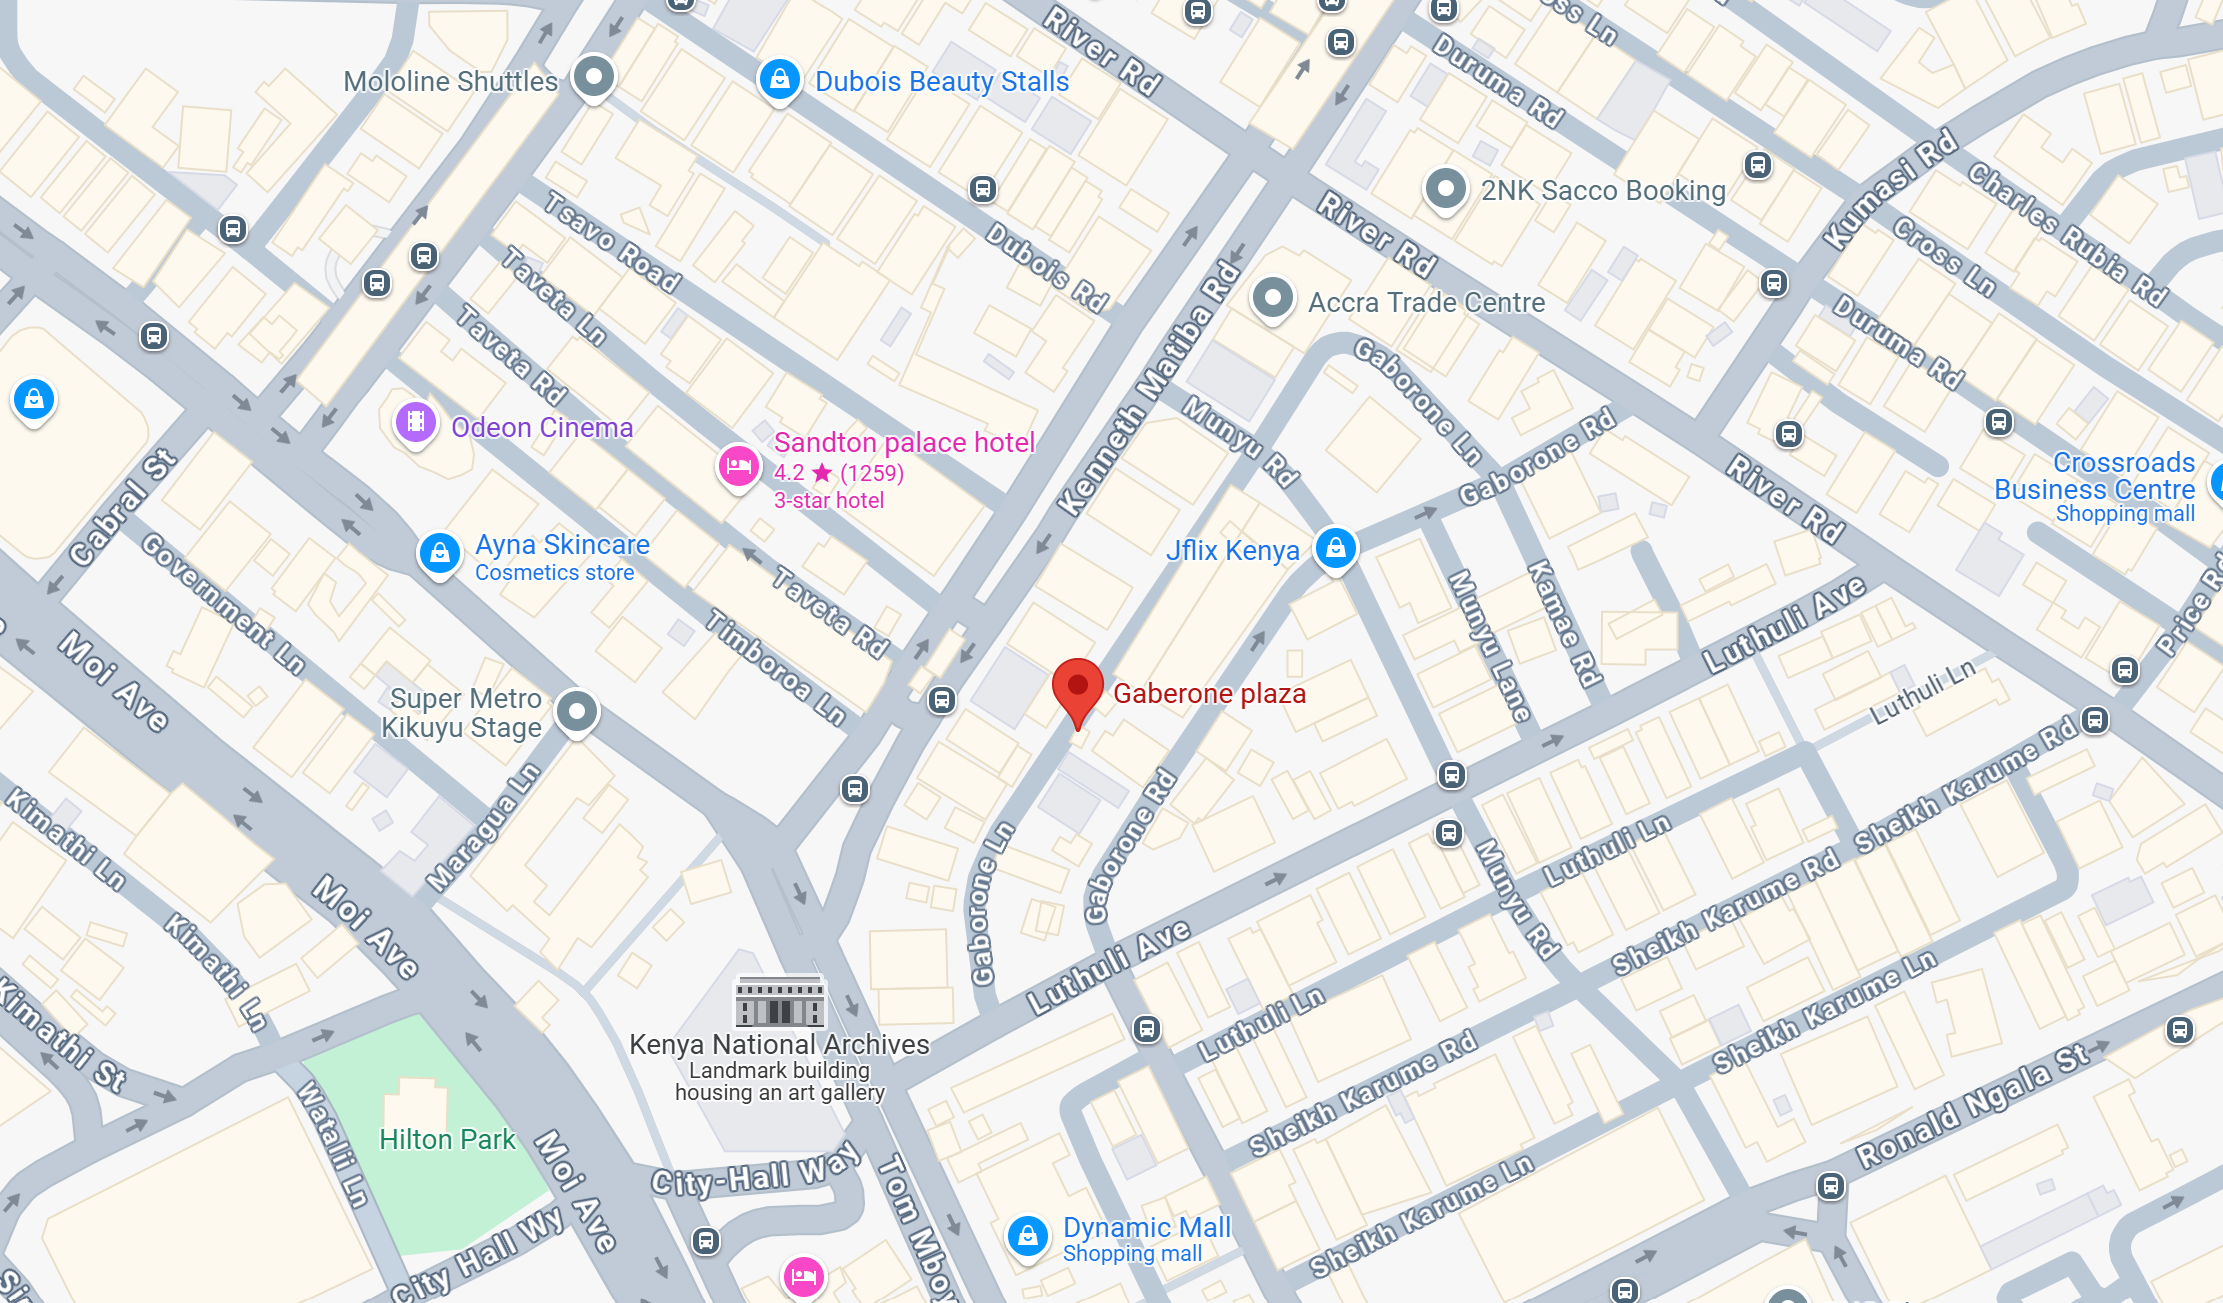 River Rd
Cross Ln
Duruma Rd
Mololine Shuttles
Dubois Beauty Stalls
Kumasi Rd
Charles Rubia Rd
2NK Sacco Booking
Tsavo Road
River Rd
Dubois Rd
Cross Ln
Taveta Ln
Accra Trade Centre
Taveta Rd
Kenneth Matiba Rd
Duruma Rd
Gaborone Ln
Odeon Cinema
Sandton palace hotel
4.2 ★ (1259)
3-star hotel
Munyu Rd
Gaborone Rd
Crossroads
Business Centre
Shopping mall
River Rd
Cabral St
Government Ln
Ayna Skincare
Cosmetics store
Jflix Kenya
Taveta Rd
Munyu Lane
Kamae Rd
Luthuli Ave
Price Rd
Moi Ave
Timboroa Ln
Super Metro
Kikuyu Stage
Gaberone plaza
Luthuli Ln
Sheikh Karume Rd
Kimathi Ln
Maragua Ln
Gaborone Ln
Gaborone Rd
Luthuli Ln
Munyu Rd
Sheikh Karume Rd
Moi Ave
Kimathi Ln
Luthuli Ave
Sheikh Karume Ln
Kimathi St
Luthuli Ln
Kenya National Archives
Landmark building
housing an art gallery
Sheikh Karume Rd
Ronald Ngala St
Watalii Ln
Hilton Park
Moi Ave
City-Hall Way
Tom Mboy
Sheikh Karume Ln
Dynamic Mall
Shopping mall
City Hall Wy